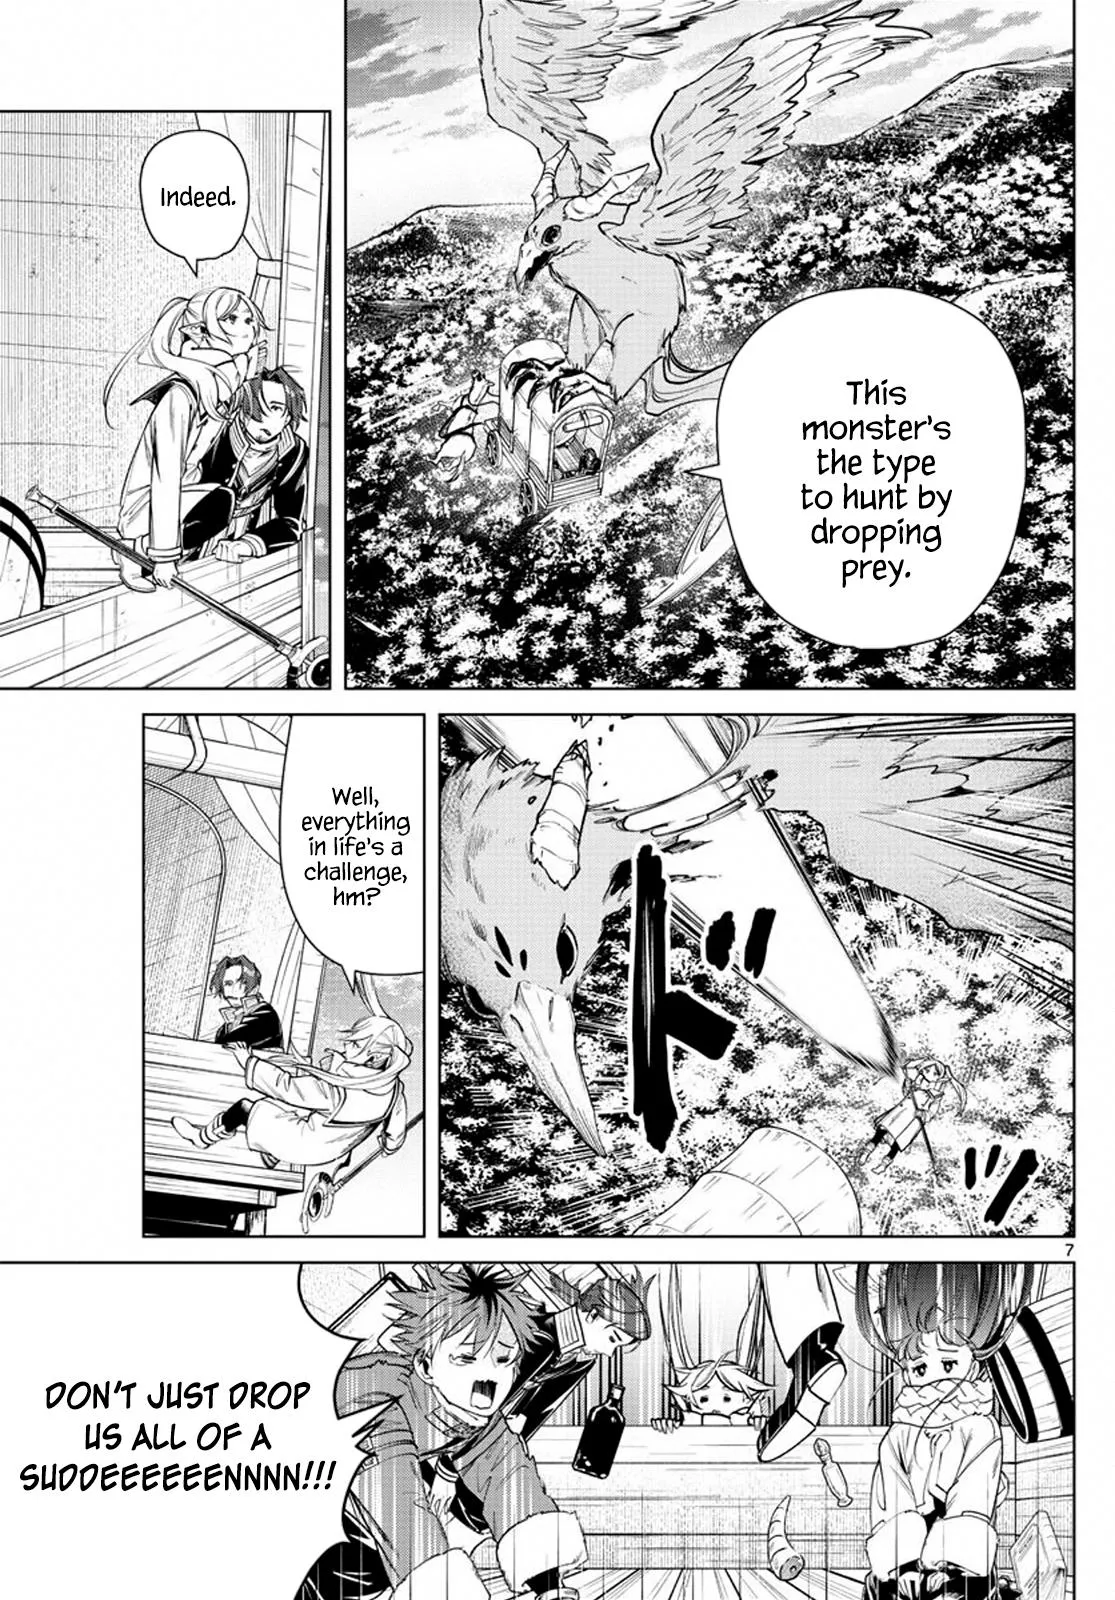 This
monster's
the type
to hunt by
dropping
prey.
Indeed.
ドッ
Well,
everything
in life's a
challenge,
hm?
7
DON'T JUST DROP
US ALL OF A
SUDDEEEEEENNNN!!!